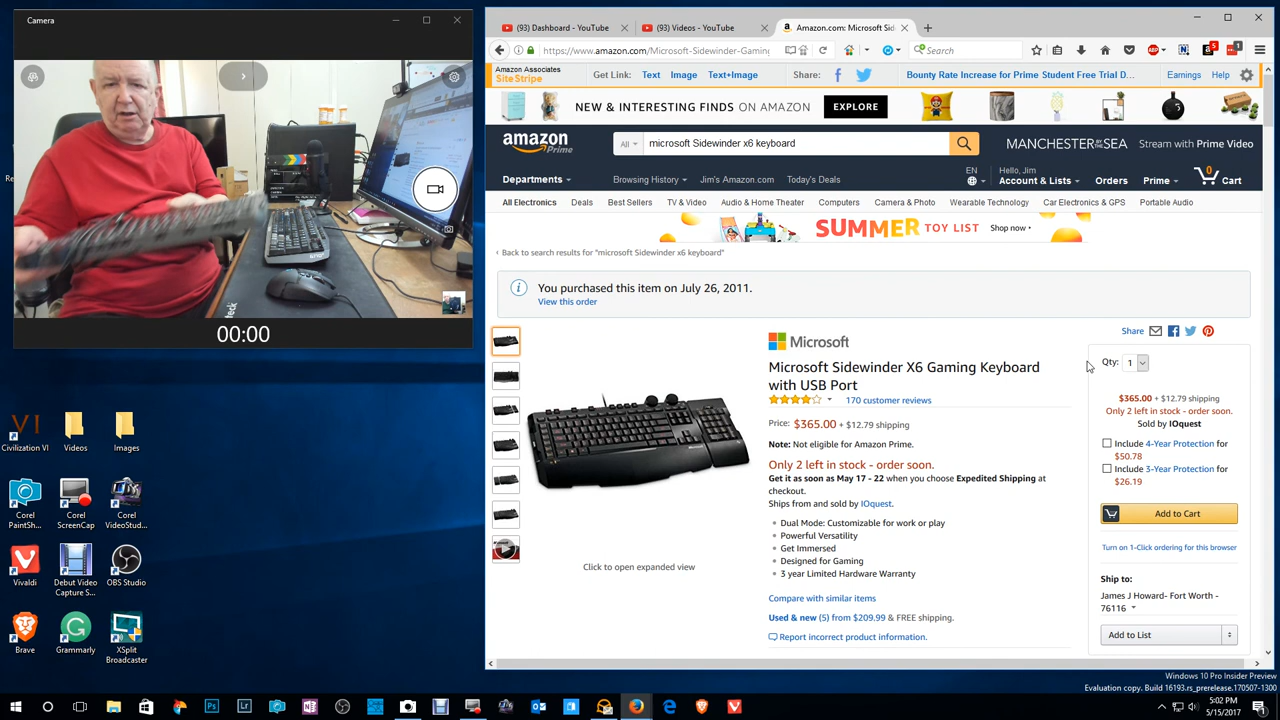 Camera
00:00
Civilization VI
Videos
Images
Corel PaintSh...
Corel ScreenCap
Corel VideoStud...
Vivaldi
Debut Video Capture S...
OBS Studio
Brave
Grammarly
XSplit Broadcaster
(93) Dashboard - YouTube
(93) Videos - YouTube
Amazon.com: Microsoft Sid
https://www.amazon.com/Microsoft-Sidewinder-Gaming
Search
Amazon Associates
SiteStripe
Get Link: Text Image Text+Image
Share:
Bounty Rate Increase for Prime Student Free Trial D...
Earnings
Help
NEW & INTERESTING FINDS ON AMAZON
EXPLORE
amazon
Prime
All
microsoft Sidewinder x6 keyboard
MANCHESTER BY THE SEA
Stream with Prime Video
Departments
Browsing History
Jim's Amazon.com
Today's Deals
EN
Hello, Jim
Account & Lists
Orders
Prime
0
Cart
All Electronics
Deals
Best Sellers
TV & Video
Audio & Home Theater
Computers
Camera & Photo
Wearable Technology
Car Electronics & GPS
Portable Audio
SUMMER TOY LIST
Shop now ›
‹ Back to search results for "microsoft Sidewinder x6 keyboard"
You purchased this item on July 26, 2011.
View this order
Share
Microsoft
Microsoft Sidewinder X6 Gaming Keyboard
with USB Port
170 customer reviews
Price: $365.00 + $12.79 shipping
Note: Not eligible for Amazon Prime.
Only 2 left in stock - order soon.
Get it as soon as May 17 - 22 when you choose Expedited Shipping at
checkout.
Ships from and sold by IOquest.
• Dual Mode: Customizable for work or play
• Powerful Versatility
• Get Immersed
• Designed for Gaming
• 3 year Limited Hardware Warranty
Click to open expanded view
Compare with similar items
Used & new (5) from $209.99 & FREE shipping.
Report incorrect product information.
Qty: 1
$365.00 + $12.79 shipping
Only 2 left in stock - order soon.
Sold by IOquest
Include 4-Year Protection for
$50.78
Include 3-Year Protection for
$26.19
Add to Cart
Turn on 1-Click ordering for this browser
Ship to:
James J Howard- Fort Worth -
76116
Add to List
Windows 10 Pro Insider Preview
Evaluation copy. Build 16193.rs_prerelease.170507-1300
5:02 PM
5/15/2017